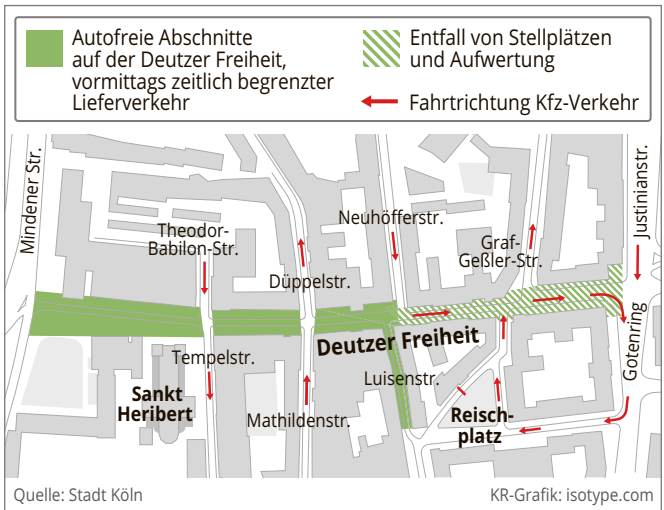 Autofreie Abschnitte
auf der Deutzer Freiheit,
vormittags zeitlich begrenzter
Lieferverkehr
Entfall von Stellplätzen
und Aufwertung
Fahrtrichtung Kfz-Verkehr
Mindener Str.
Theodor-
Babilon-Str.
Düppelstr.
Neuhöfferstr.
Graf-
Geßler-Str.
Justinianstr.
Deutzer Freiheit
Gotenring
Tempelstr.
Sankt
Heribert
Mathildenstr.
Luisenstr.
Reisch-
platz
Quelle: Stadt Köln
KR-Grafik: isotype.com